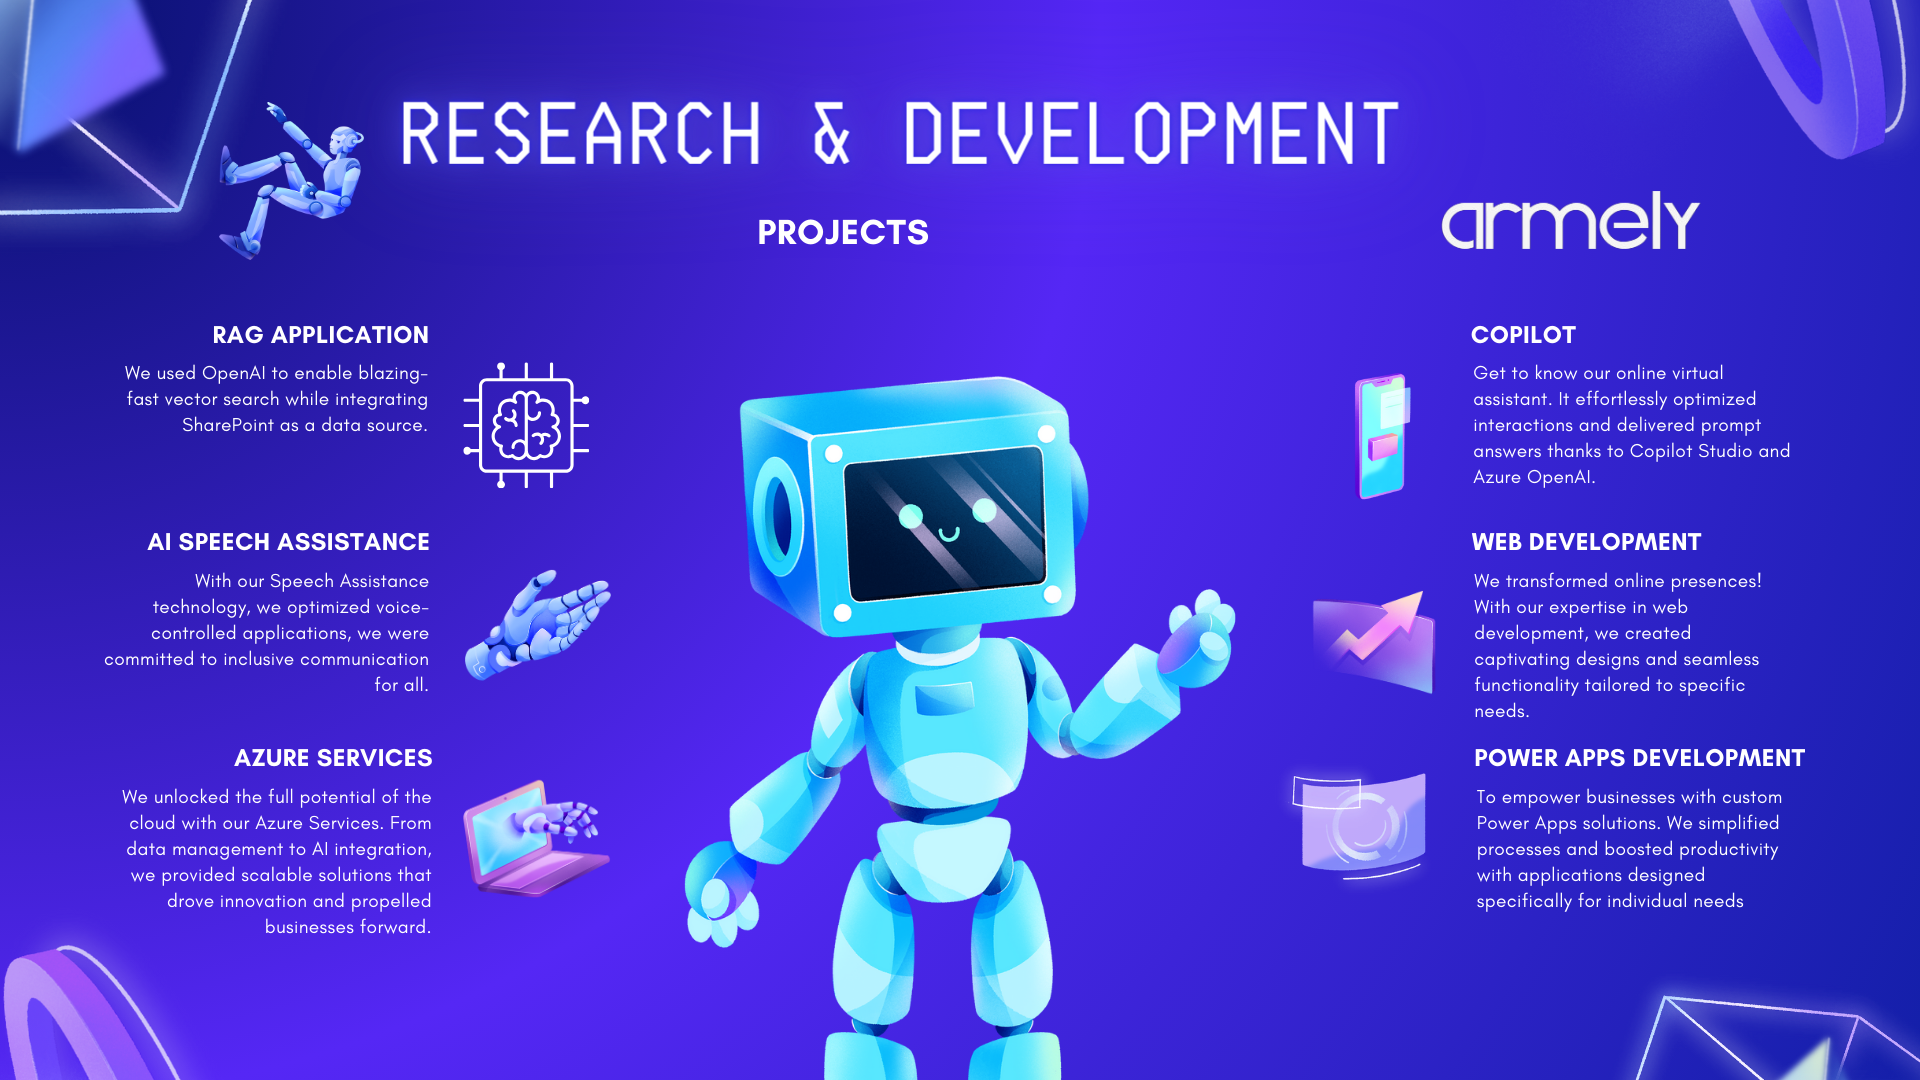 RESEARCH & DEVELOPMENT
PROJECTS
armely
RAG APPLICATION
We used OpenAI to enable blazing-
fast vector search while integrating
SharePoint as a data source.
AI SPEECH ASSISTANCE
With our Speech Assistance
technology, we optimized voice-
controlled applications, we were
committed to inclusive communication
for all.
AZURE SERVICES
We unlocked the full potential of the
cloud with our Azure Services. From
data management to AI integration,
we provided scalable solutions that
drove innovation and propelled
businesses forward.
COPILOT
Get to know our online virtual
assistant. It effortlessly optimized
interactions and delivered prompt
answers thanks to Copilot Studio and
Azure OpenAI.
WEB DEVELOPMENT
We transformed online presences!
With our expertise in web
development, we created
captivating designs and seamless
functionality tailored to specific
needs.
POWER APPS DEVELOPMENT
To empower businesses with custom
Power Apps solutions. We simplified
processes and boosted productivity
with applications designed
specifically for individual needs